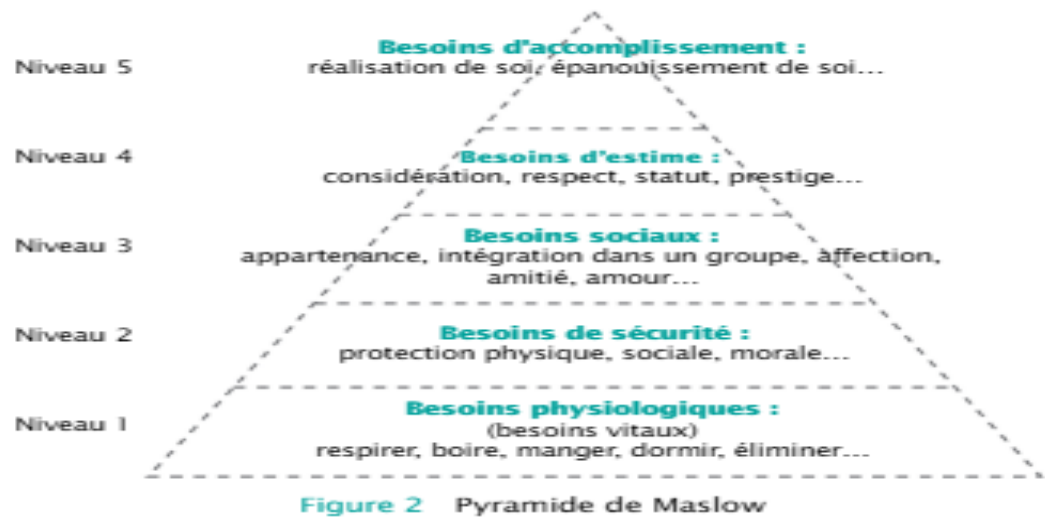 Besoins d'accomplissement :
Niveau 5 réalisation de soi, épanouissement de soi...
Niveau 4 Besoins d'estime :
considération, respect, statut, prestige...
Niveau 3 Besoins sociaux :
appartenance, intégration dans un groupe, affection,
amitié, amour...
Niveau 2 Besoins de sécurité :
protection physique, sociale, morale...
Niveau 1 Besoins physiologiques :
(besoins vitaux)
respirer, boire, manger, dormir, éliminer...
Figure 2 Pyramide de Maslow